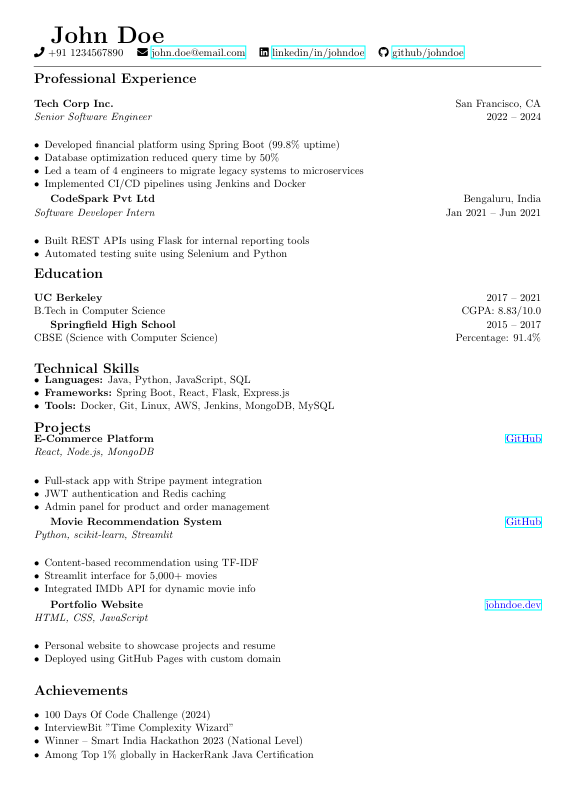 John Doe
+91 1234567890 john.doe@email.com linkedin/in/johndoe github/johndoe
Professional Experience
Tech Corp Inc. San Francisco, CA
Senior Software Engineer 2022 – 2024
• Developed financial platform using Spring Boot (99.8% uptime)
• Database optimization reduced query time by 50%
• Led a team of 4 engineers to migrate legacy systems to microservices
• Implemented CI/CD pipelines using Jenkins and Docker
CodeSpark Pvt Ltd Bengaluru, India
Software Developer Intern Jan 2021 – Jun 2021
• Built REST APIs using Flask for internal reporting tools
• Automated testing suite using Selenium and Python
Education
UC Berkeley 2017 – 2021
B.Tech in Computer Science CGPA: 8.83/10.0
Springfield High School 2015 – 2017
CBSE (Science with Computer Science) Percentage: 91.4%
Technical Skills
• Languages: Java, Python, JavaScript, SQL
• Frameworks: Spring Boot, React, Flask, Express.js
• Tools: Docker, Git, Linux, AWS, Jenkins, MongoDB, MySQL
Projects
E-Commerce Platform GitHub
React, Node.js, MongoDB
• Full-stack app with Stripe payment integration
• JWT authentication and Redis caching
• Admin panel for product and order management
Movie Recommendation System GitHub
Python, scikit-learn, Streamlit
• Content-based recommendation using TF-IDF
• Streamlit interface for 5,000+ movies
• Integrated IMDb API for dynamic movie info
Portfolio Website johndoe.dev
HTML, CSS, JavaScript
• Personal website to showcase projects and resume
• Deployed using GitHub Pages with custom domain
Achievements
• 100 Days Of Code Challenge (2024)
• InterviewBit ”Time Complexity Wizard”
• Winner – Smart India Hackathon 2023 (National Level)
• Among Top 1% globally in HackerRank Java Certification